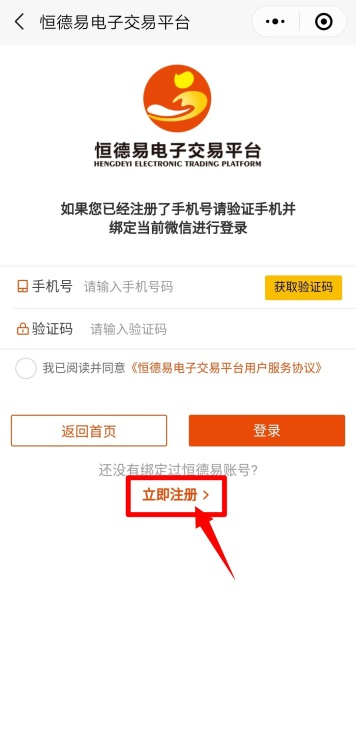 恒德易电子交易平台
恒德易电子交易平台
HENGDEYI ELECTRONIC TRADING PLATFORM
如果您已经注册了手机号请验证手机并
绑定当前微信进行登录
手机号 请输入手机号码 获取验证码
验证码 请输入验证码
我已阅读并同意《恒德易电子交易平台用户服务协议》
返回首页 登录
还没有绑定过恒德易账号?
立即注册 >